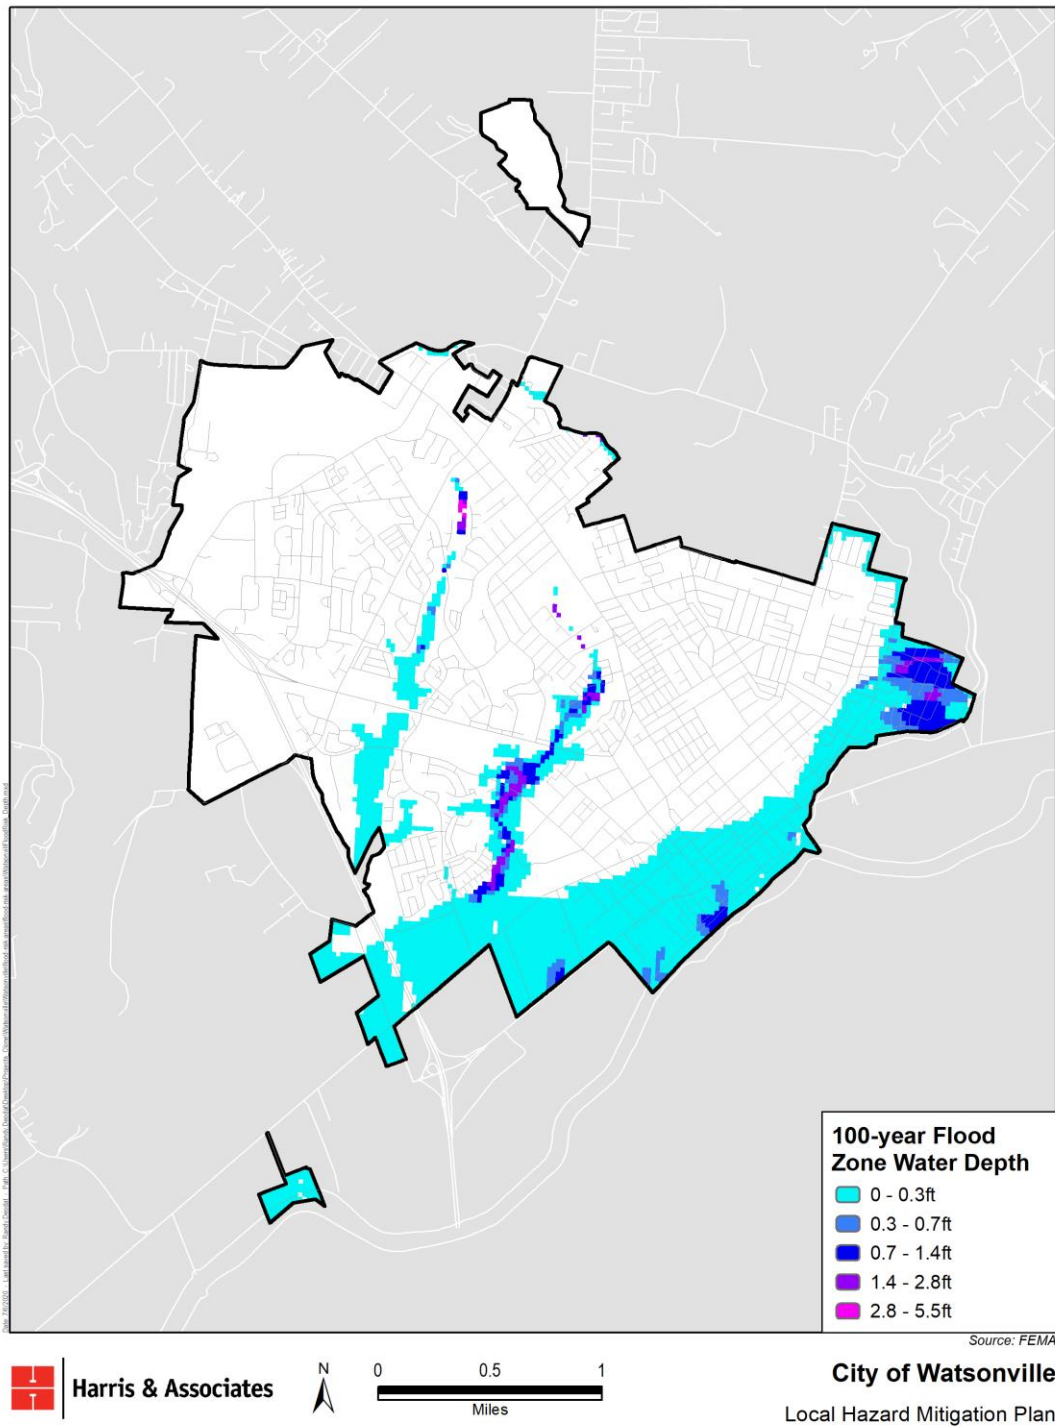 100-year Flood
Zone Water Depth
0 - 0.3ft
0.3 - 0.7ft
0.7 - 1.4ft
1.4 - 2.8ft
2.8 - 5.5ft
Source: FEMA
Harris & Associates
N
0 0.5 1
Miles
City of Watsonville
Local Hazard Mitigation Plan